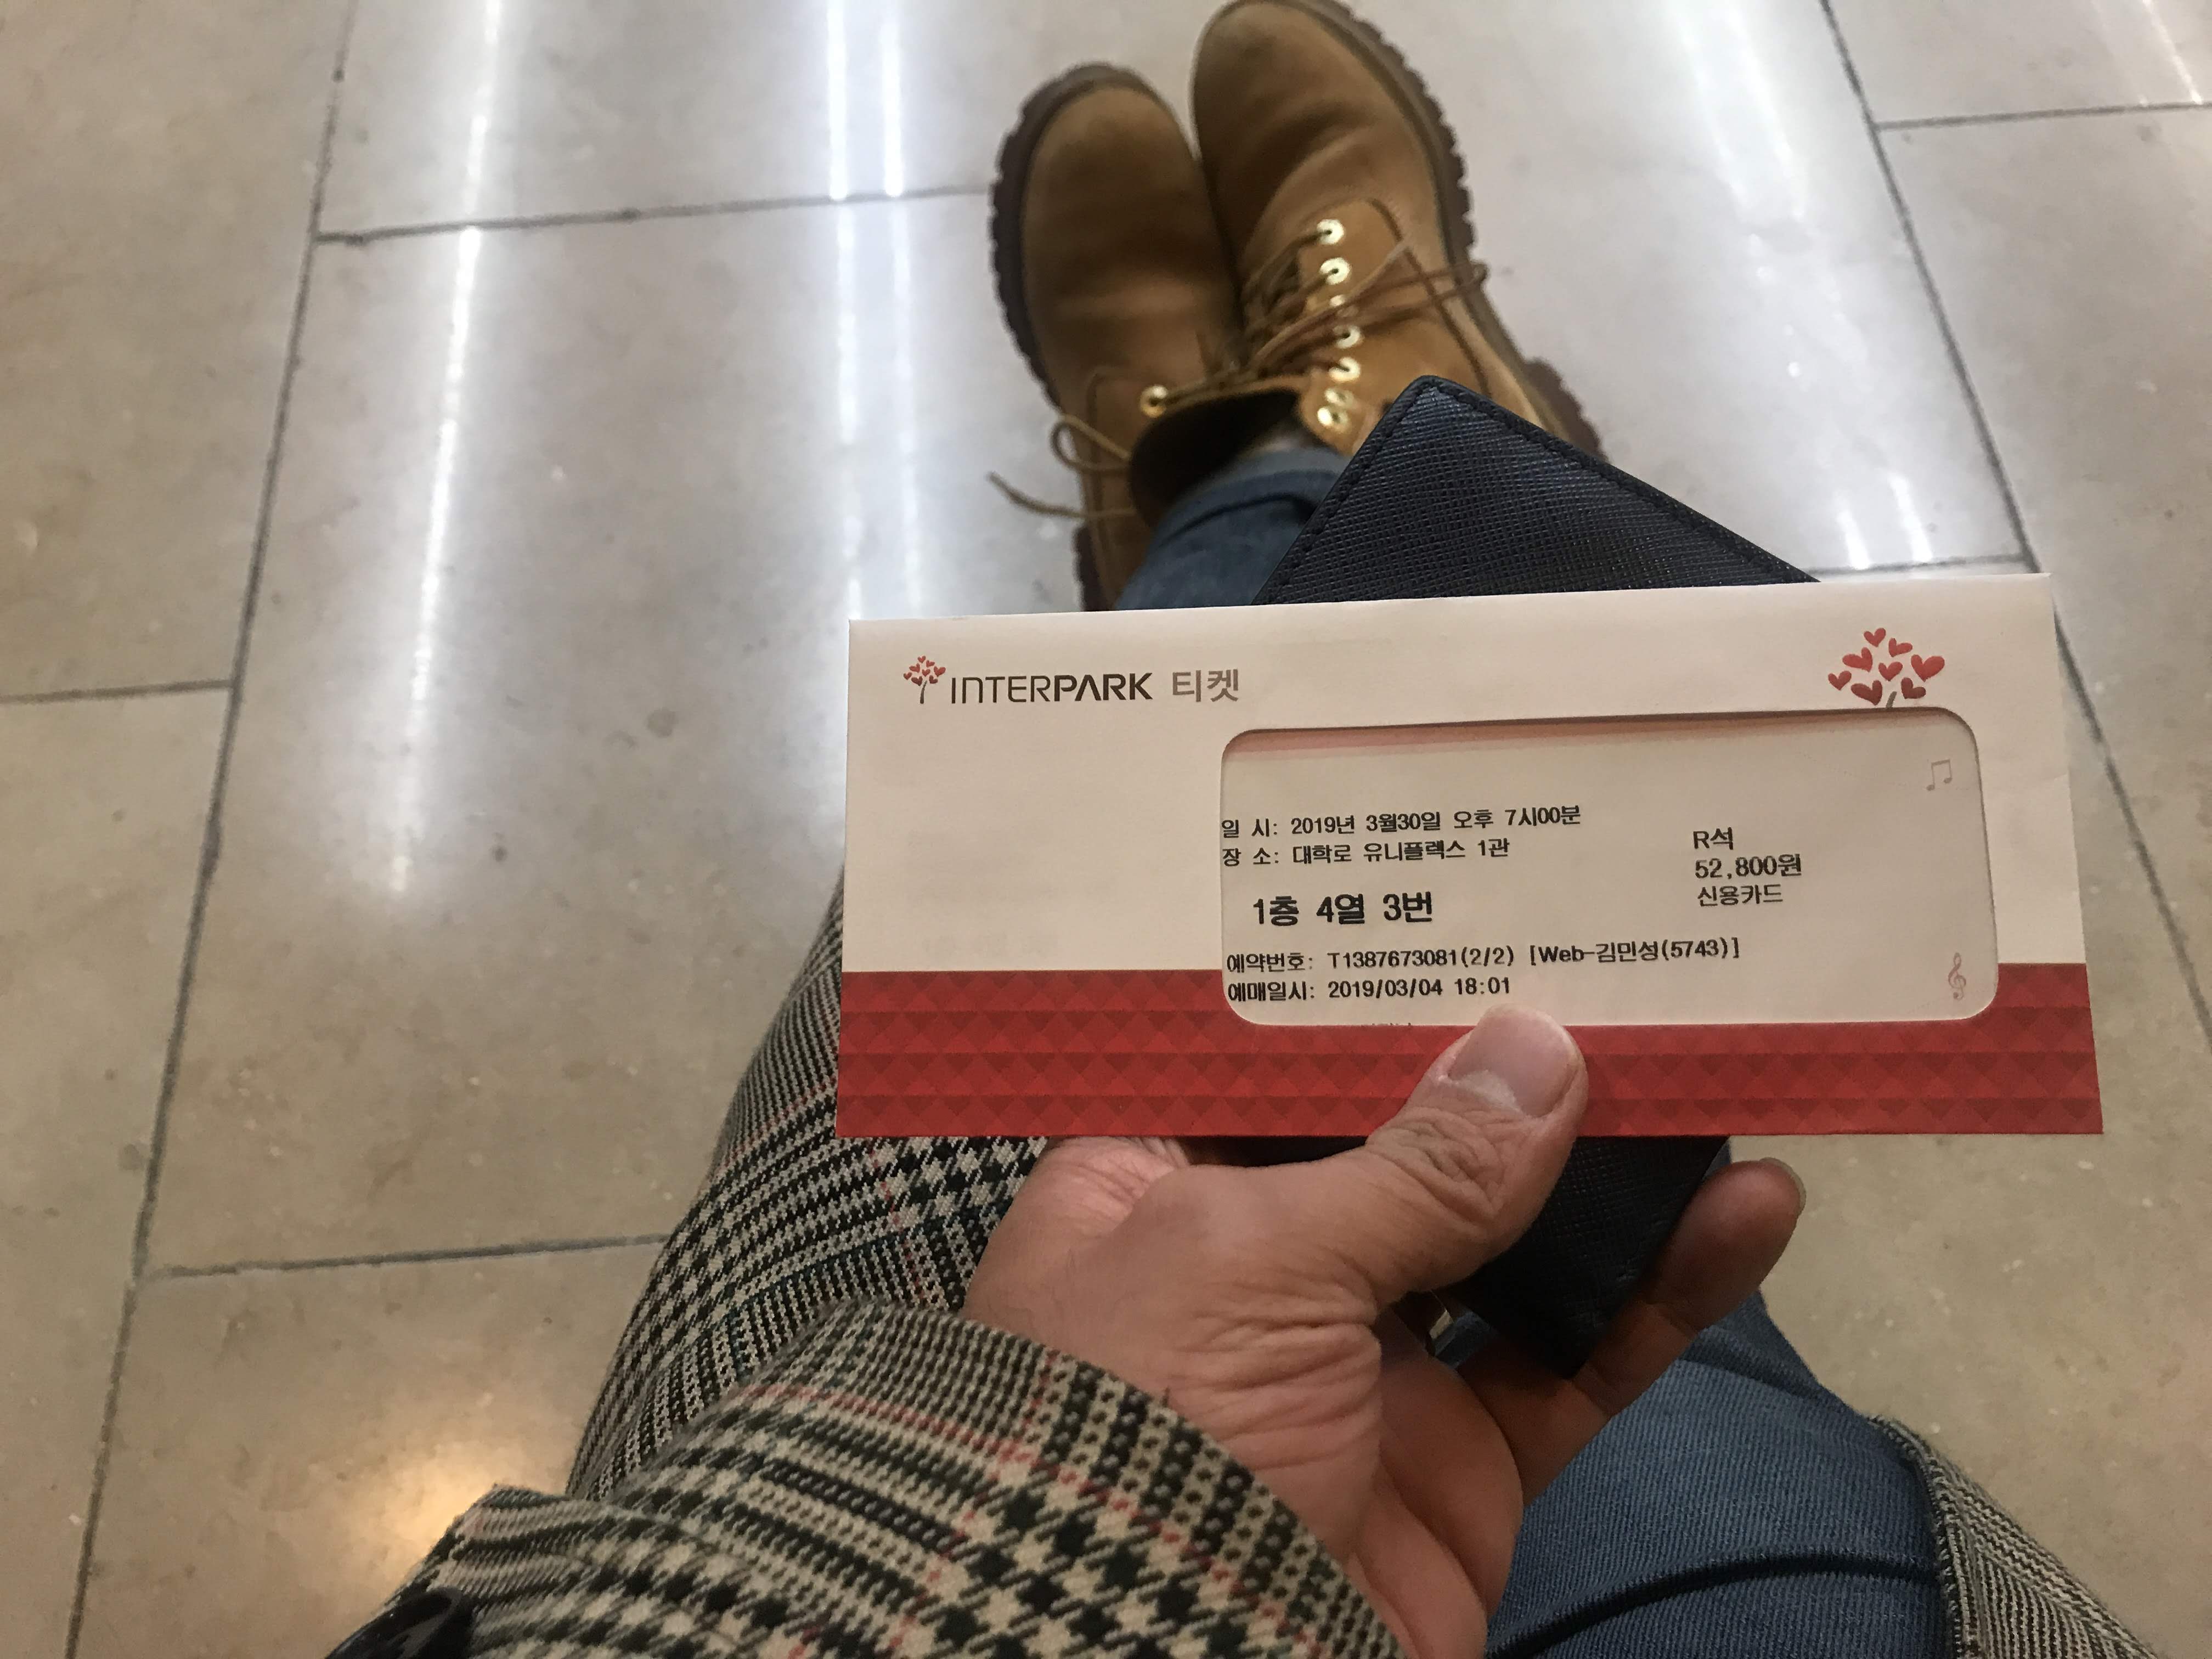 INTERPARK 티켓
일 시: 2019년 3월30일 오후 7시00분
장 소: 대학로 유니플렉스 1관
R석
52,800원
신용카드
1층 4열 3번
예약번호: T1387673081(2/2) [Web-김민성(5743)]
예매일시: 2019/03/04 18:01